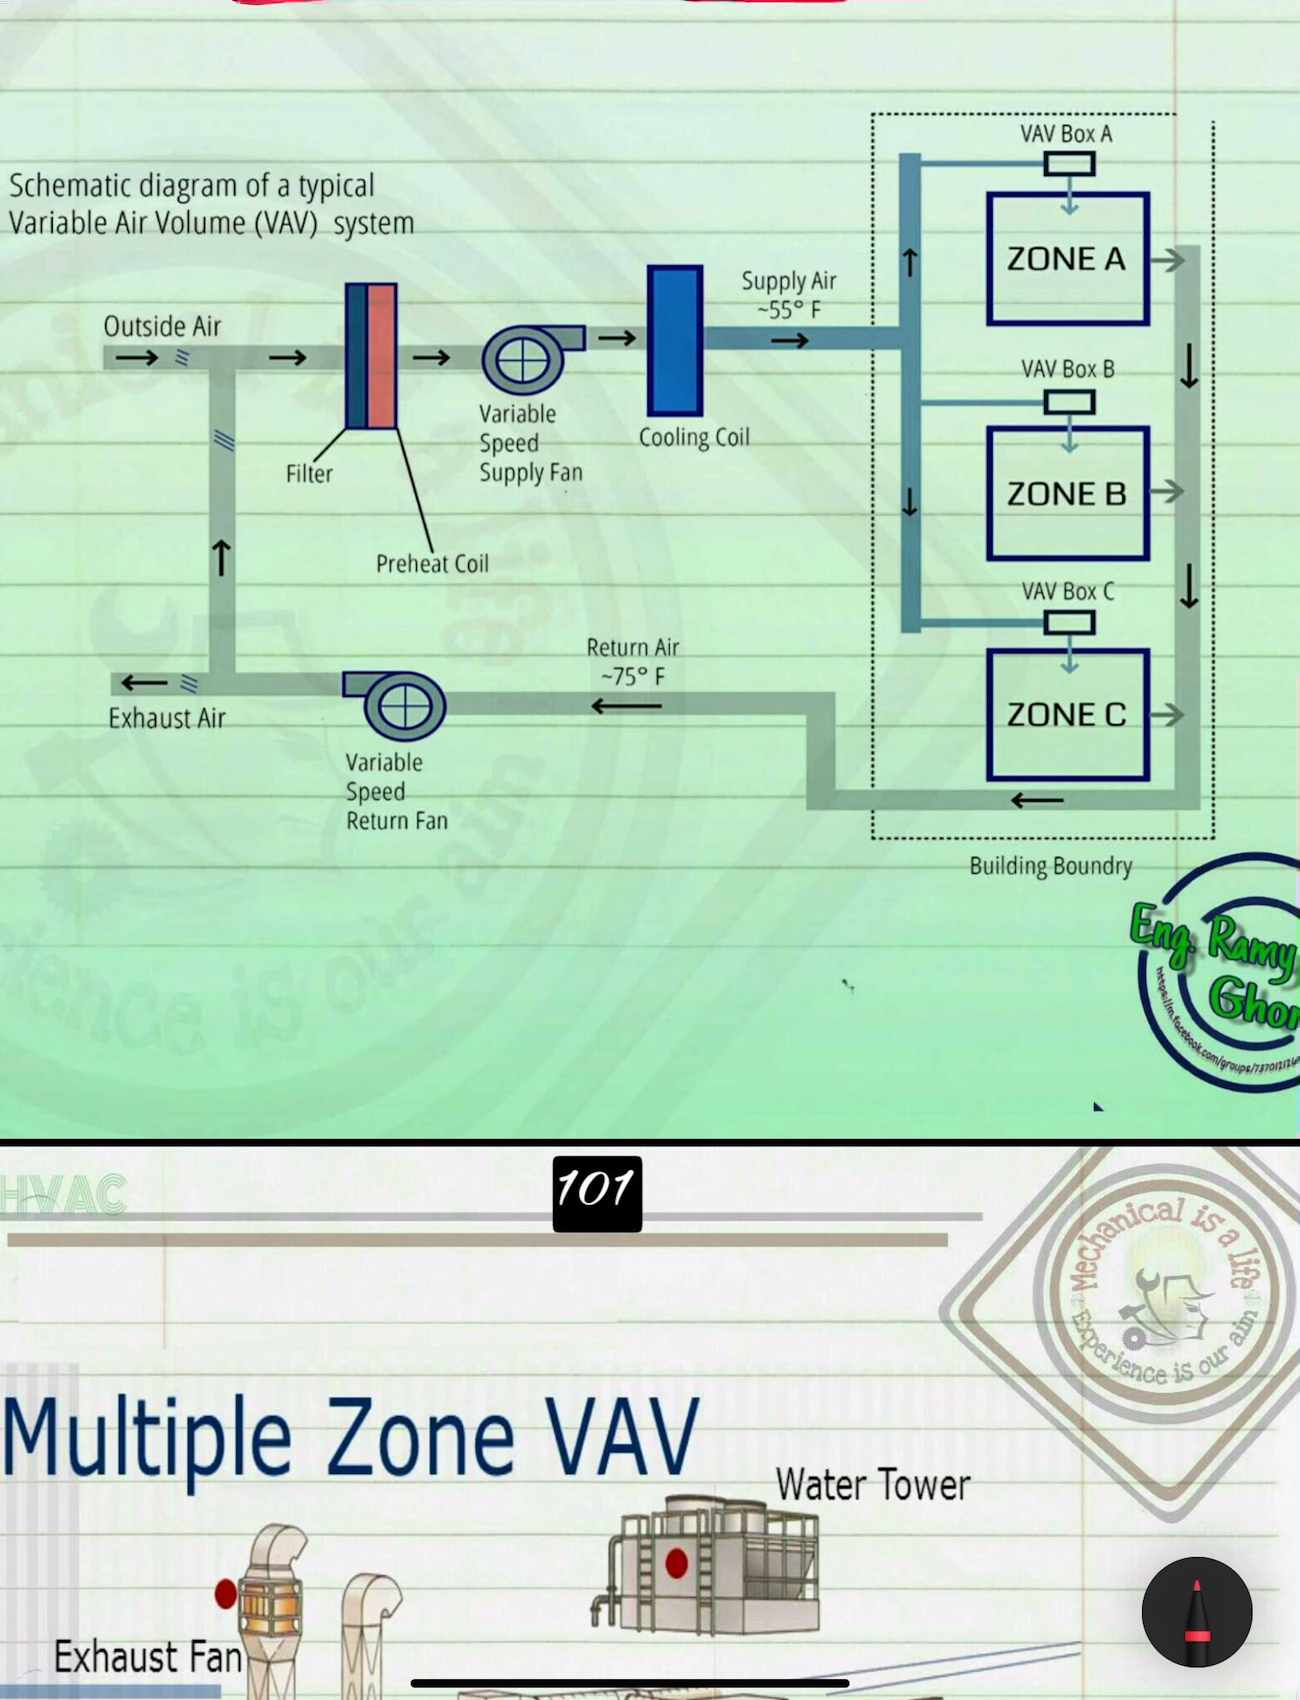 Schematic diagram of a typical
Variable Air Volume (VAV) system
Outside Air
Filter
Preheat Coil
Variable
Speed
Supply Fan
Cooling Coil
Supply Air
~55° F
VAV Box A
ZONE A
VAV Box B
ZONE B
VAV Box C
ZONE C
Return Air
~75° F
Exhaust Air
Variable
Speed
Return Fan
Building Boundry
Eng. Ramy
HVAC
101
Mechanical is a life
Experience is our aim
Multiple Zone VAV
Water Tower
Exhaust Fan